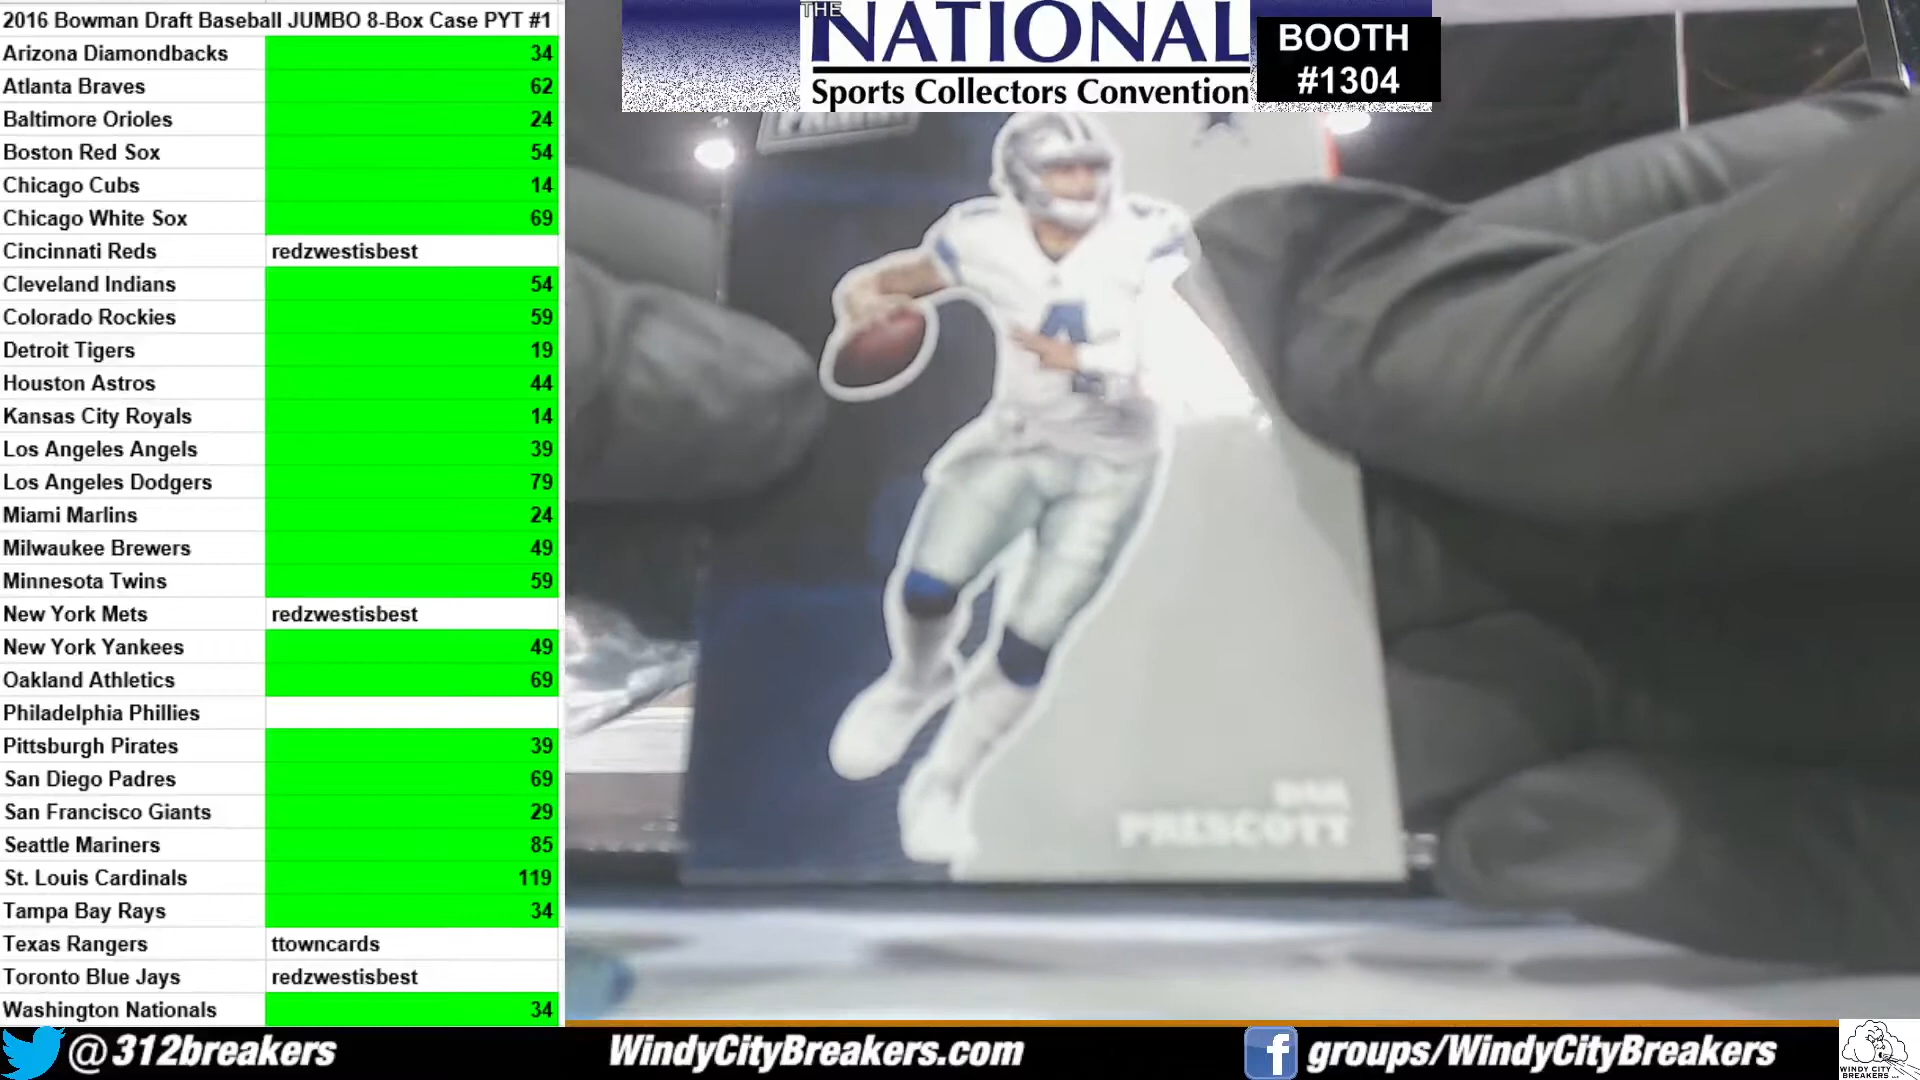 2016 Bowman Draft Baseball JUMBO 8-Box Case PYT #1
Arizona Diamondbacks 34
Atlanta Braves 62
Baltimore Orioles 24
Boston Red Sox 54
Chicago Cubs 14
Chicago White Sox 69
Cincinnati Reds redzwestisbest
Cleveland Indians 54
Colorado Rockies 59
Detroit Tigers 19
Houston Astros 44
Kansas City Royals 14
Los Angeles Angels 39
Los Angeles Dodgers 79
Miami Marlins 24
Milwaukee Brewers 49
Minnesota Twins 59
New York Mets redzwestisbest
New York Yankees 49
Oakland Athletics 69
Philadelphia Phillies
Pittsburgh Pirates 39
San Diego Padres 69
San Francisco Giants 29
Seattle Mariners 85
St. Louis Cardinals 119
Tampa Bay Rays 34
Texas Rangers ttowncards
Toronto Blue Jays redzwestisbest
Washington Nationals 34
THE
NATIONAL
Sports Collectors Convention
BOOTH
#1304
4
DAK
PRESCOTT
@312breakers
WindyCityBreakers.com
f groups/WindyCityBreakers
WINDY CITY
BREAKERS